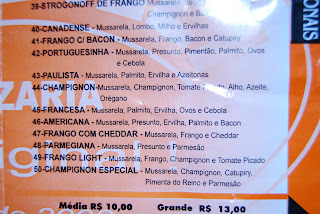 39-STROGONOFF DE FRANGO
Champignon e Ba
40-CANADENSE - Mussarela, Lombo, Milho e Ervilhas
41-FRANGO C/ BACON - Mussarela, Frango, Bacon e Catupiry
42-PORTUGUESINHA - Mussarela, Presunto, Pimentão, Palmito, Ovos
e Cebola
43-PAULISTA - Mussarela, Palmito, Ervilha e Azeitonas
44-CHAMPIGNON-Mussarela, Champignon, Tomate, Alho, Azeite,
Orégano
45-FRANCESA - Mussarela, Palmito, Ervilha, Ovos e Cebola
46-AMERICANA - Mussarela, Presunto, Ervilha, Palmito e Bacon
47-FRANGO COM CHEDDAR - Mussarela, Frango e Cheddar
48-PARMEGIANA - Mussarela, Presunto e Parmesão
49-FRANGO LIGHT - Mussarela, Frango, Champignon e Tomate Picado
50-CHAMPIGNON ESPECIAL - Mussarela, Champignon, Catupiry,
Pimenta do Reino e Parmesão
Média R$ 10,00 Grande R$ 13,00
IONAIS